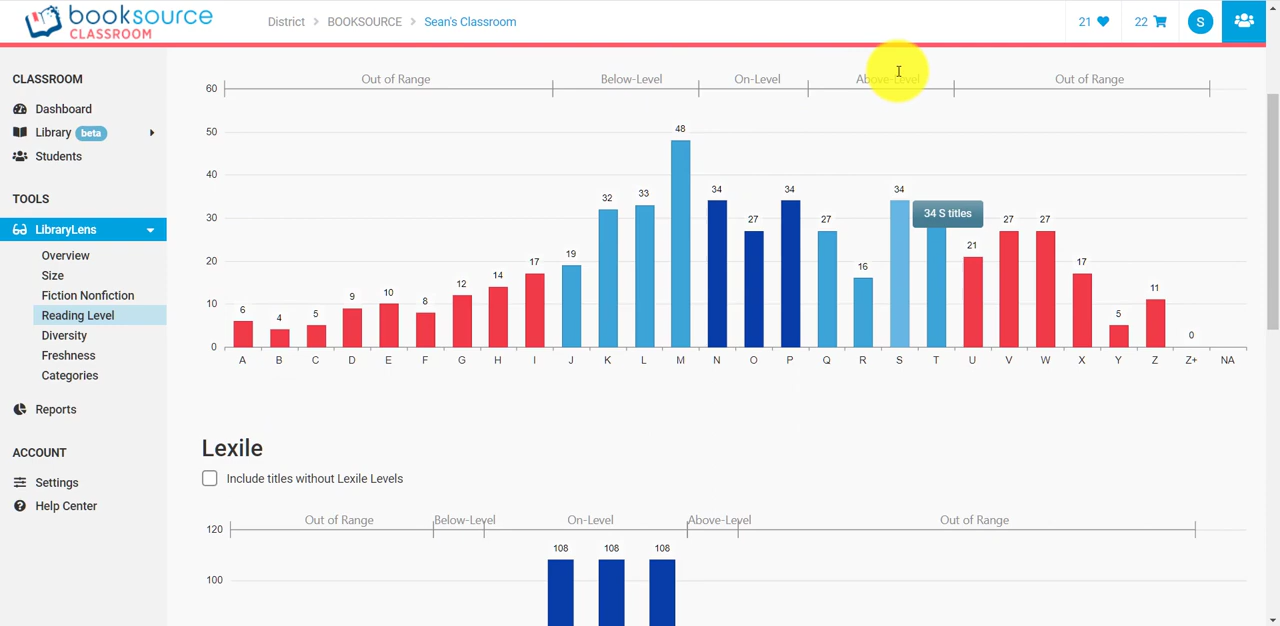 booksource
CLASSROOM
District > BOOKSOURCE > Sean's Classroom
21
22
S
CLASSROOM
Dashboard
Library beta
Students
TOOLS
LibraryLens
Overview
Size
Fiction Nonfiction
Reading Level
Diversity
Freshness
Categories
Reports
ACCOUNT
Settings
Help Center
Out of Range Below-Level On-Level Above-Level Out of Range
60
50
40
30
20
10
0
6 4 5 9 10 8 12 14 17 19 32 33 48 34 27 34 27 16 34 21 27 27 17 5 11 0
34 S titles
A B C D E F G H I J K L M N O P Q R S T U V W X Y Z Z+ NA
Lexile
Include titles without Lexile Levels
Out of Range Below-Level On-Level Above-Level Out of Range
120
108 108 108
100